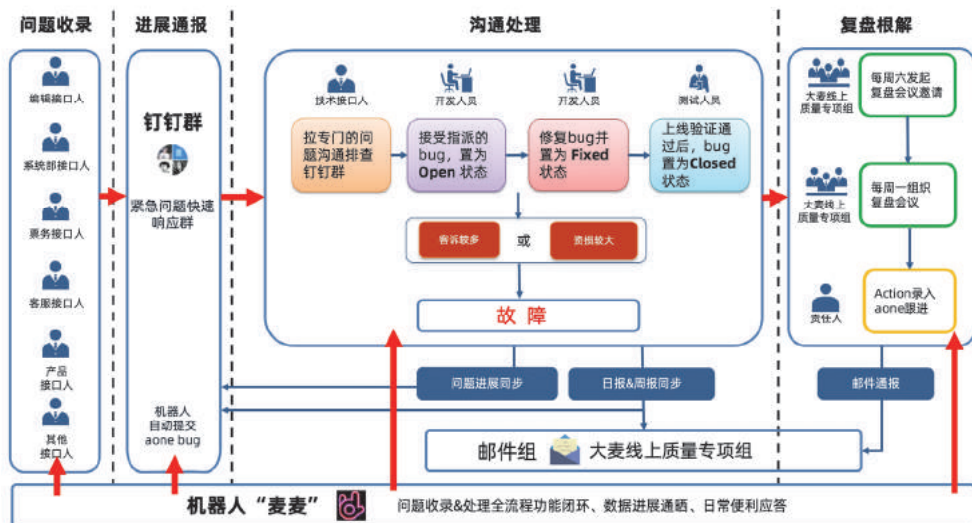 问题收录
进展通报
沟通处理
复盘根解
编辑接口人
系统部接口人
票务接口人
客服接口人
产品
接口人
其他
接口人
钉钉群
紧急问题快速
响应群
机器人
自动提交
aone bug
技术接口人
开发人员
开发人员
测试人员
拉专门的问
题沟通排查
钉钉群
接受指派的
bug，置为
Open 状态
修复bug并
置为 Fixed
状态
上线验证通
过后，bug
置为Closed
状态
客诉较多
或
资损较大
故 障
问题进展同步
日报&周报同步
邮件组
大麦线上质量专项组
大麦线上
质量专项组
每周六发起
复盘会议邀请
大麦线上
质量专项组
每周一组织
复盘会议
责任人
Action录入
aone跟进
邮件通报
机器人“麦麦”
问题收录&处理全流程功能闭环、数据进展通晒、日常便利应答